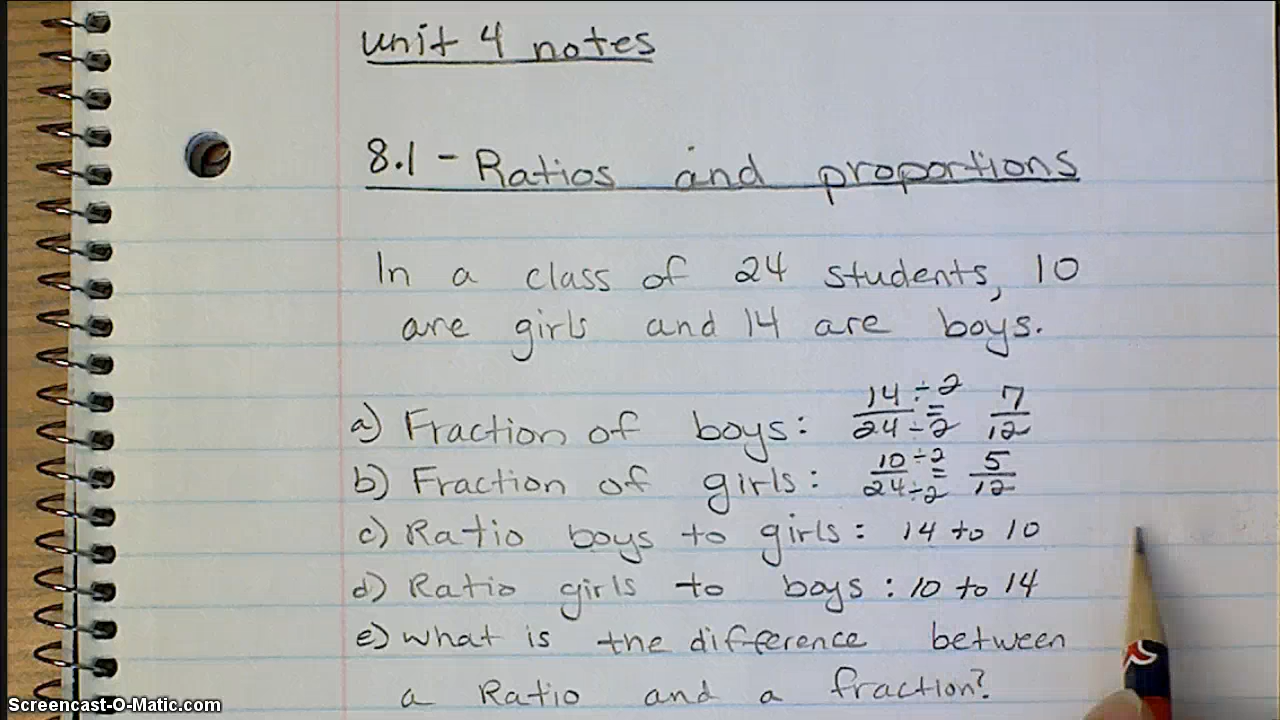 unit 4 notes
8.1 - Ratios and proportions
In a class of 24 students, 10
are girls and 14 are boys.
a) Fraction of boys: 14 ÷ 2 / 24 ÷ 2 = 7/12
b) Fraction of girls: 10 ÷ 2 / 24 ÷ 2 = 5/12
c) Ratio boys to girls: 14 to 10
d) Ratio girls to boys: 10 to 14
e) what is the difference between
a Ratio and a fraction?
Screencast-O-Matic.com